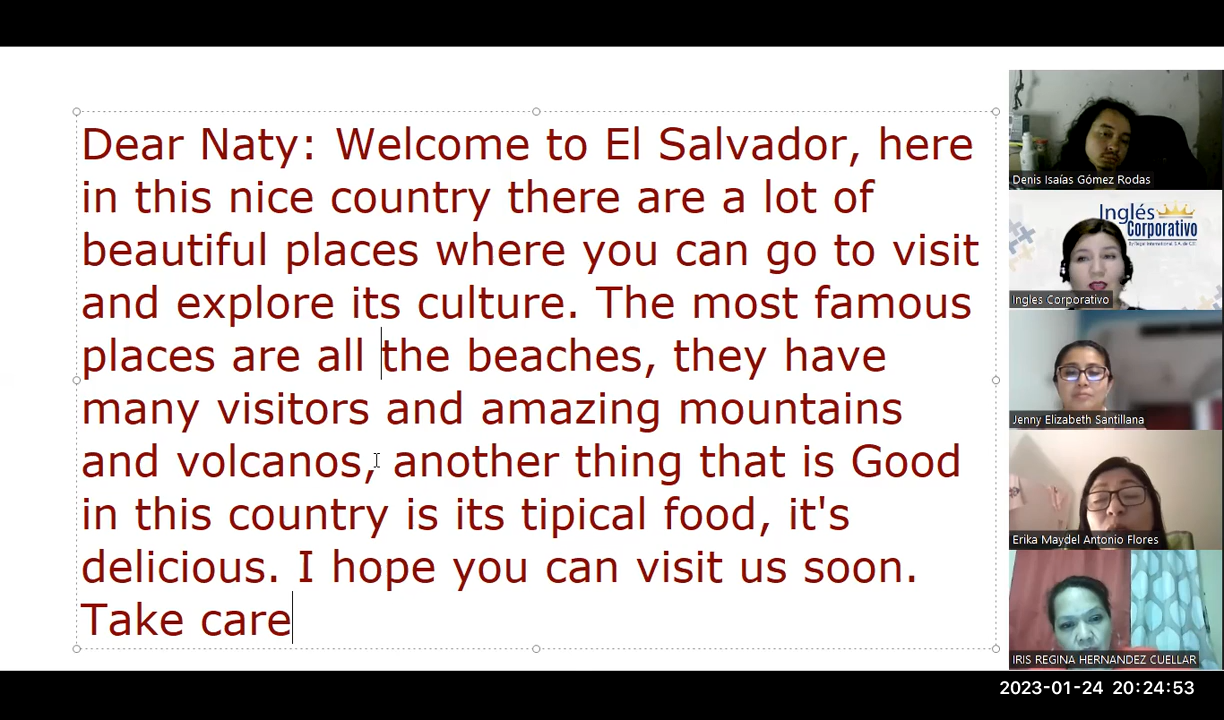 Dear Naty: Welcome to El Salvador, here
in this nice country there are a lot of
beautiful places where you can go to visit
and explore its culture. The most famous
places are all the beaches, they have
many visitors and amazing mountains
and volcanos, another thing that is Good
in this country is its tipical food, it's
delicious. I hope you can visit us soon.
Take care
Denis Isaías Gómez Rodas
Inglés
Corporativo
Ingles Corporativo
Jenny Elizabeth Santillana
Erika Maydel Antonio Flores
IRIS REGINA HERNANDEZ CUELLAR
2023-01-24 20:24:53